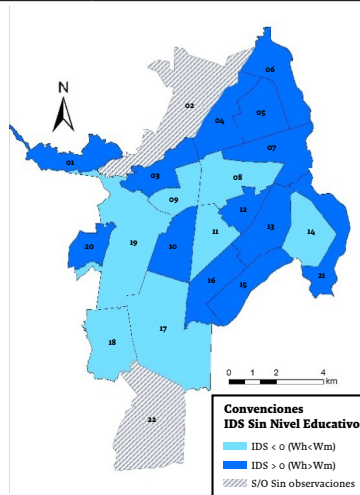 N
06
02
05
04
07
01
03
08
09
12
14
11
13
20
19
10
21
16
15
17
18
0 1 2 4
km
22
Convenciones
IDS Sin Nivel Educativo
IDS < 0 (Wh<Wm)
IDS > 0 (Wh>Wm)
S/O Sin observaciones